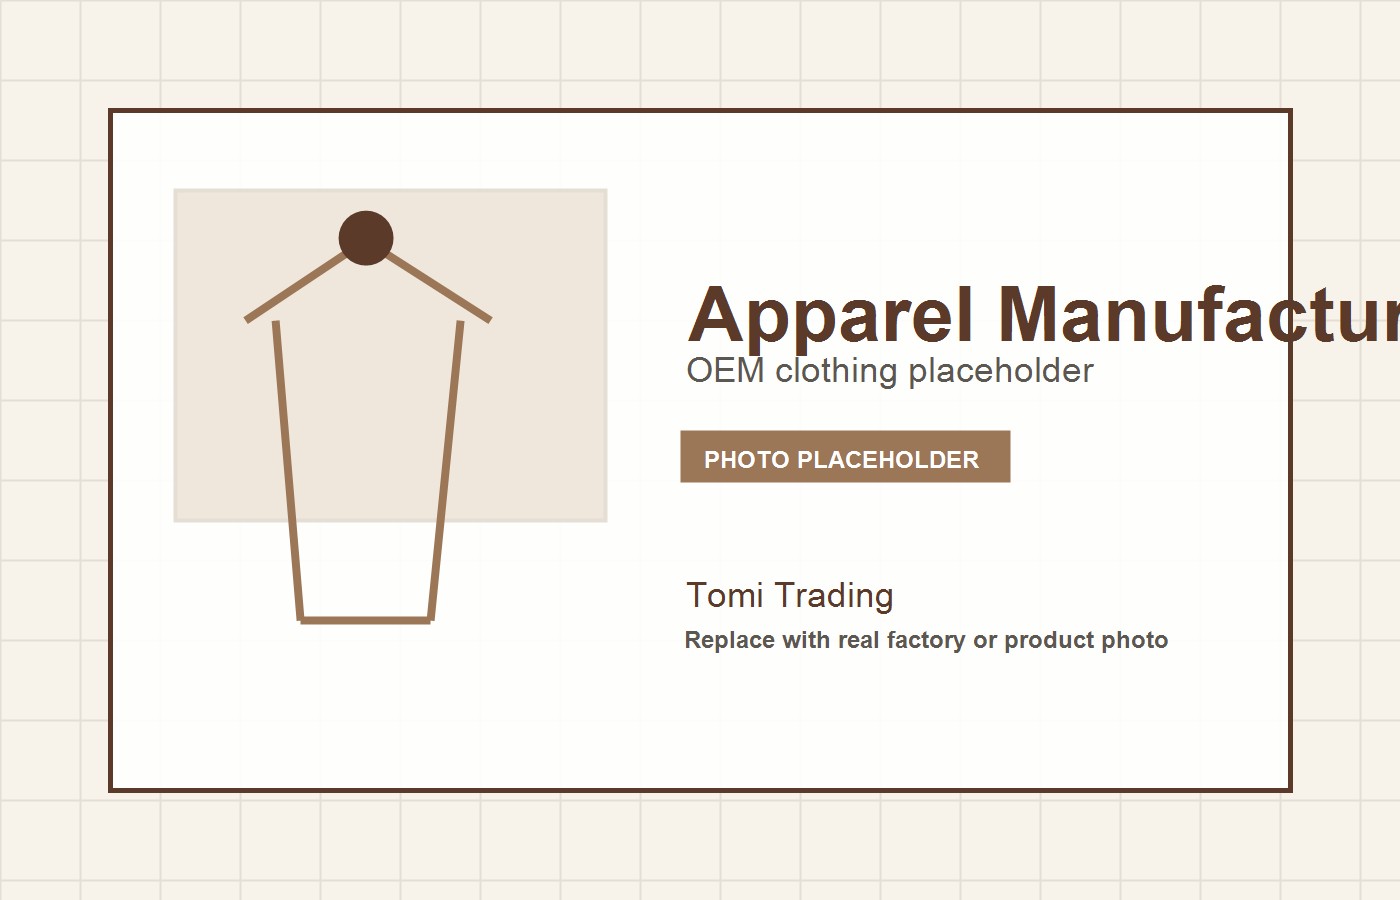 Apparel Manufactur
OEM clothing placeholder
PHOTO PLACEHOLDER
Tomi Trading
Replace with real factory or product photo